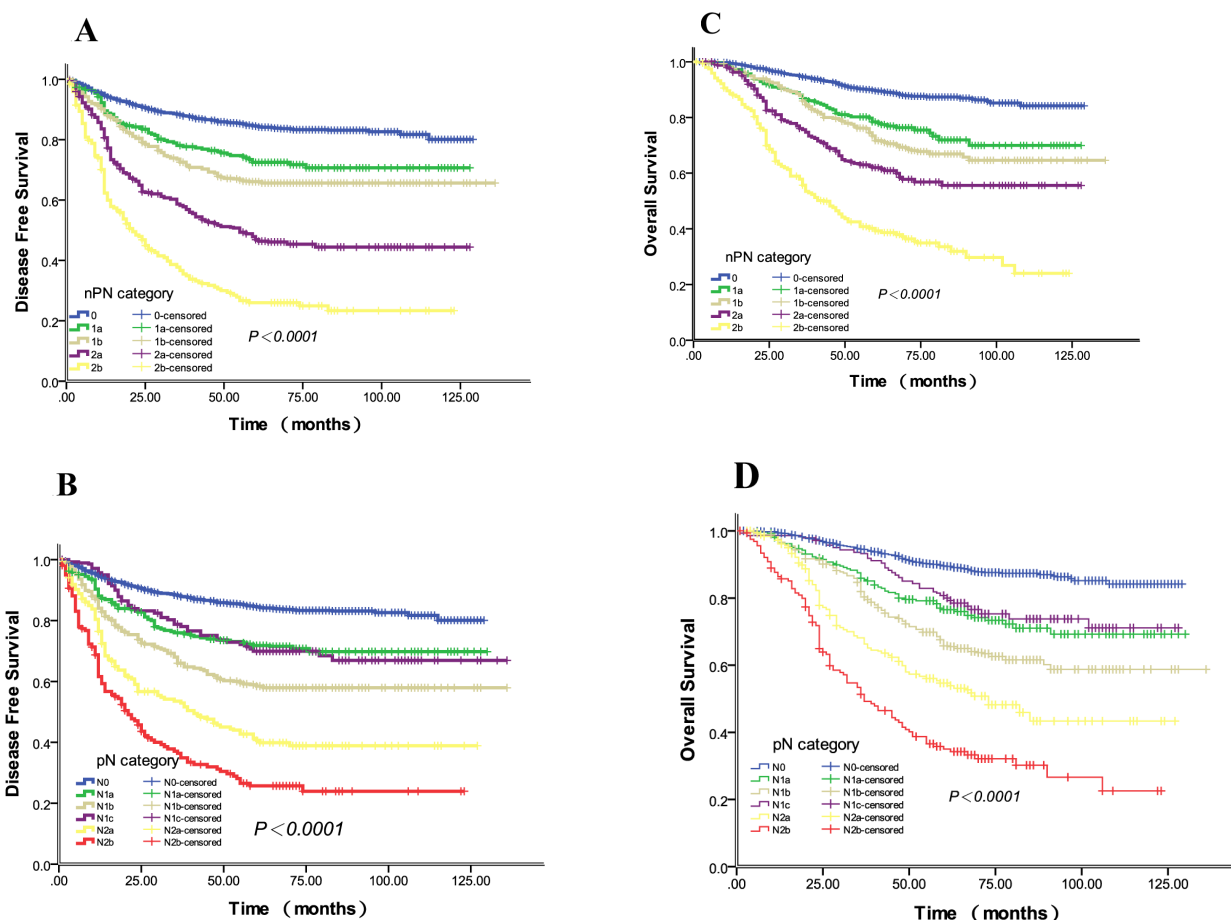 A
Disease Free Survival
1.0
0.8
0.6
0.4
0.2
0.0
nPN category
0 0-censored
1a 1a-censored
1b 1b-censored
2a 2a-censored
2b 2b-censored
P<0.0001
.00 25.00 50.00 75.00 100.00 125.00
Time （months）
C
Overall Survival
1.0
0.8
0.6
0.4
0.2
0.0
nPN category
0 0-censored
1a 1a-censored
1b 1b-censored
2a 2a-censored
2b 2b-censored
P<0.0001
.00 25.00 50.00 75.00 100.00 125.00
Time （months）
B
Disease Free Survival
1.0
0.8
0.6
0.4
0.2
0.0
pN category
N0 N0-censored
N1a N1a-censored
N1b N1b-censored
N1c N1c-censored
N2a N2a-censored
N2b N2b-censored
P<0.0001
.00 25.00 50.00 75.00 100.00 125.00
Time （months）
D
Overall Survival
1.0
0.8
0.6
0.4
0.2
0.0
pN category
N0 N0-censored
N1a N1a-censored
N1b N1b-censored
N1c N1c-censored
N2a N2a-censored
N2b N2b-censored
P<0.0001
.00 25.00 50.00 75.00 100.00 125.00
Time （months）